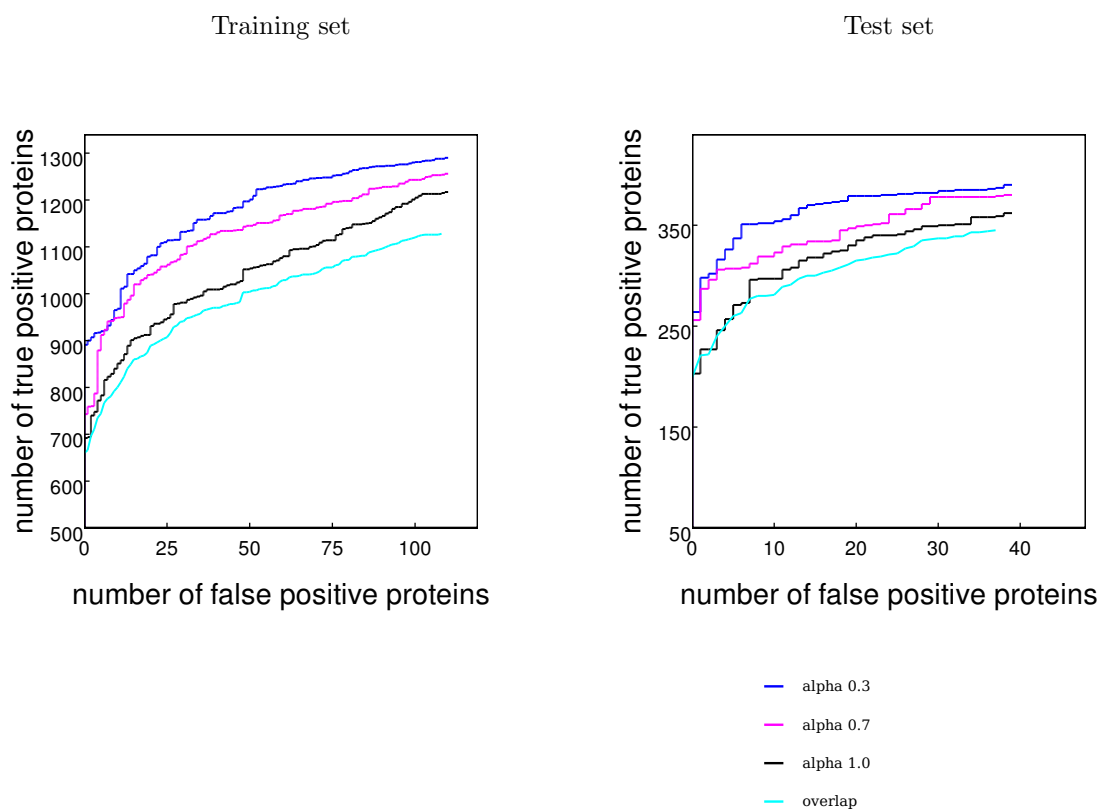 Training set
number of true positive proteins
1300
1200
1100
1000
900
800
700
600
500
0 25 50 75 100
number of false positive proteins
Test set
number of true positive proteins
350
250
150
50
0 10 20 30 40
number of false positive proteins
alpha 0.3
alpha 0.7
alpha 1.0
overlap